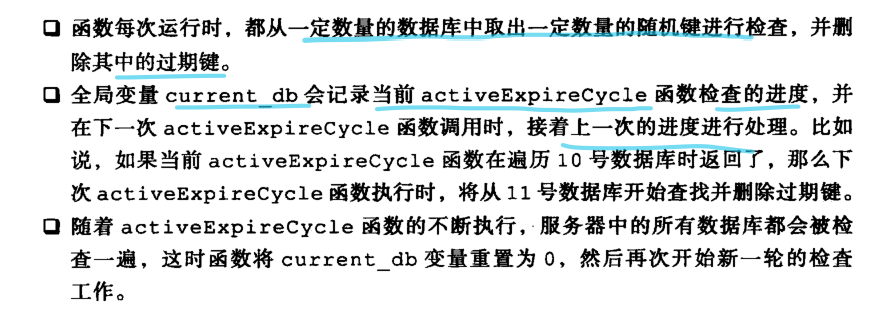 ❑ 函数每次运行时，都从一定数量的数据库中取出一定数量的随机键进行检查，并删
除其中的过期键。
❑ 全局变量 current_db 会记录当前 activeExpireCycle 函数检查的进度，并
在下一次 activeExpireCycle 函数调用时，接着上一次的进度进行处理。比如
说，如果当前 activeExpireCycle 函数在遍历 10 号数据库时返回了，那么下
次 activeExpireCycle 函数执行时，将从 11 号数据库开始查找并删除过期键。
❑ 随着 activeExpireCycle 函数的不断执行，服务器中的所有数据库都会被检
查一遍，这时函数将 current_db 变量重置为 0，然后再次开始新一轮的检查
工作。